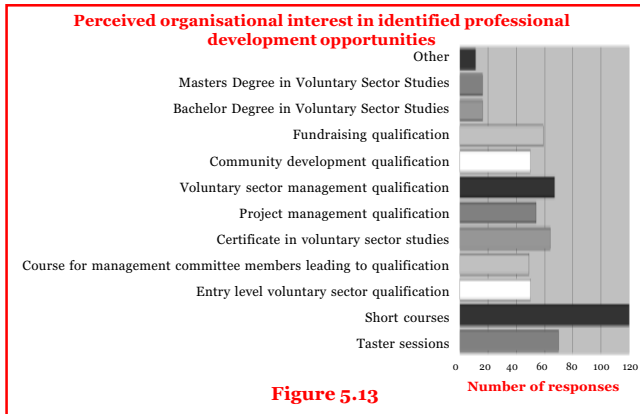 Perceived organisational interest in identified professional
development opportunities
Other
Masters Degree in Voluntary Sector Studies
Bachelor Degree in Voluntary Sector Studies
Fundraising qualification
Community development qualification
Voluntary sector management qualification
Project management qualification
Certificate in voluntary sector studies
Course for management committee members leading to qualification
Entry level voluntary sector qualification
Short courses
Taster sessions
0 20 40 60 80 100 120
Number of responses
Figure 5.13